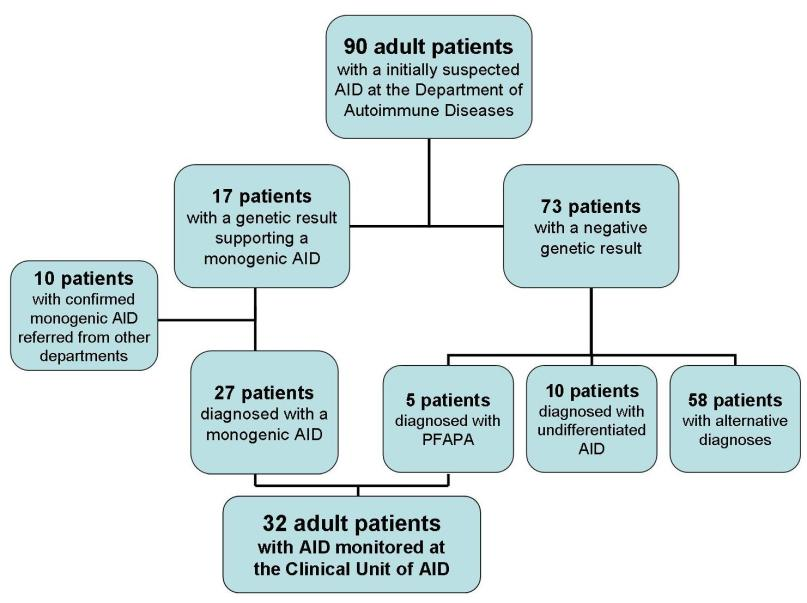 90 adult patients
with a initially suspected
AID at the Department of
Autoimmune Diseases
17 patients
with a genetic result
supporting a
monogenic AID
73 patients
with a negative
genetic result
10 patients
with confirmed
monogenic AID
referred from other
departments
27 patients
diagnosed with a
monogenic AID
5 patients
diagnosed with
PFAPA
10 patients
diagnosed with
undifferentiated
AID
58 patients
with alternative
diagnoses
32 adult patients
with AID monitored at
the Clinical Unit of AID